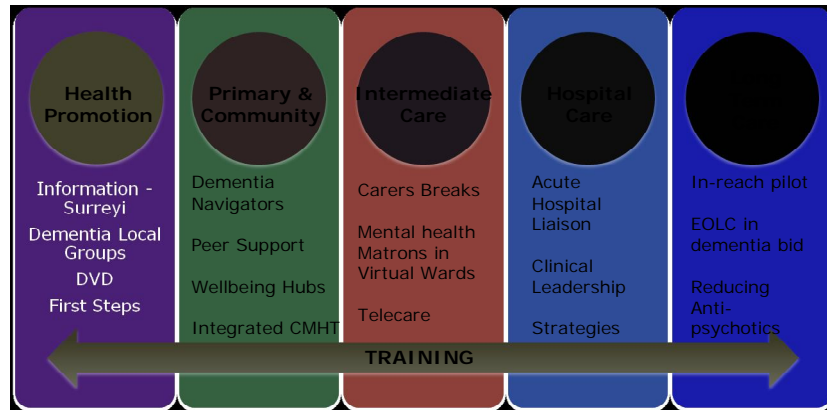 Health
Promotion
Information -
Surreyi
Dementia Local
Groups
DVD
First Steps
Primary &
Community
Dementia
Navigators
Peer Support
Wellbeing Hubs
Integrated CMHT
Intermediate
Care
Carers Breaks
Mental health
Matrons in
Virtual Wards
Telecare
Hospital
Care
Acute
Hospital
Liaison
Clinical
Leadership
Strategies
In-reach pilot
EOLC in
dementia bid
Reducing
Anti-
psychotics
TRAINING